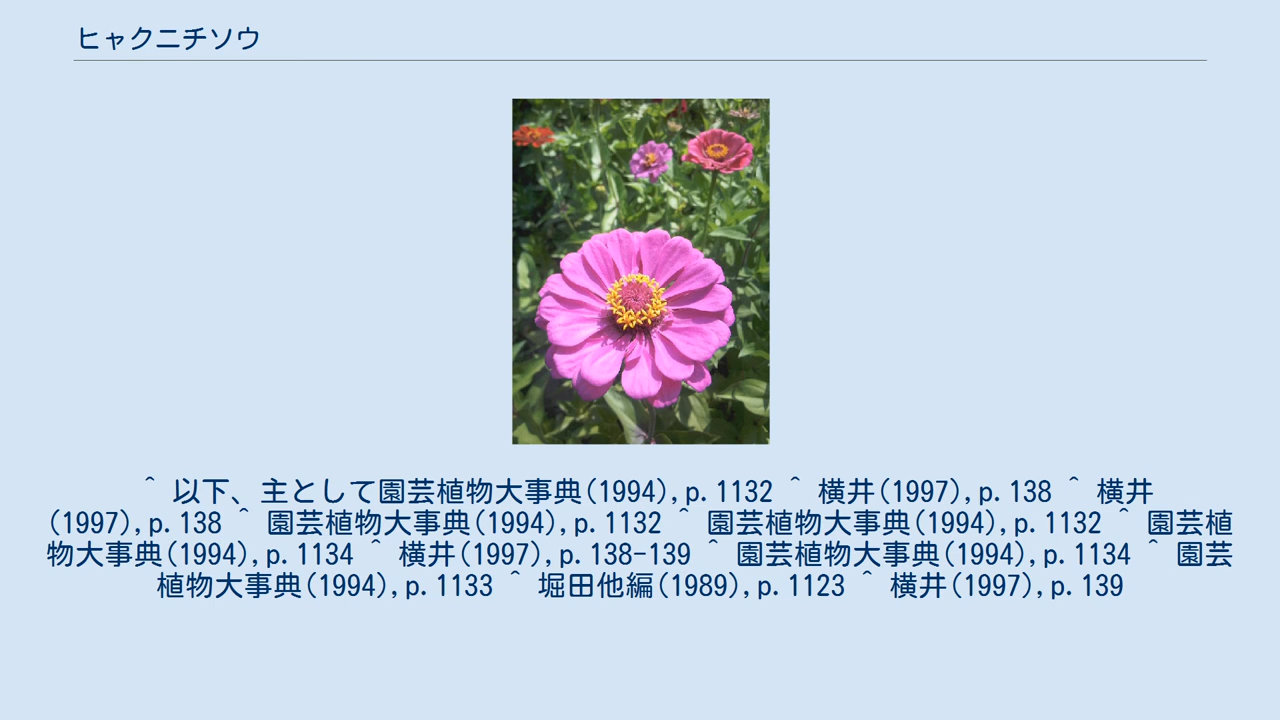 ヒャクニチソウ
^ 以下、主として園芸植物大事典(1994),p.1132 ^ 横井(1997),p.138 ^ 横井
(1997),p.138 ^ 園芸植物大事典(1994),p.1132 ^ 園芸植物大事典(1994),p.1132 ^ 園芸植
物大事典(1994),p.1134 ^ 横井(1997),p.138-139 ^ 園芸植物大事典(1994),p.1134 ^ 園芸
植物大事典(1994),p.1133 ^ 堀田他編(1989),p.1123 ^ 横井(1997),p.139